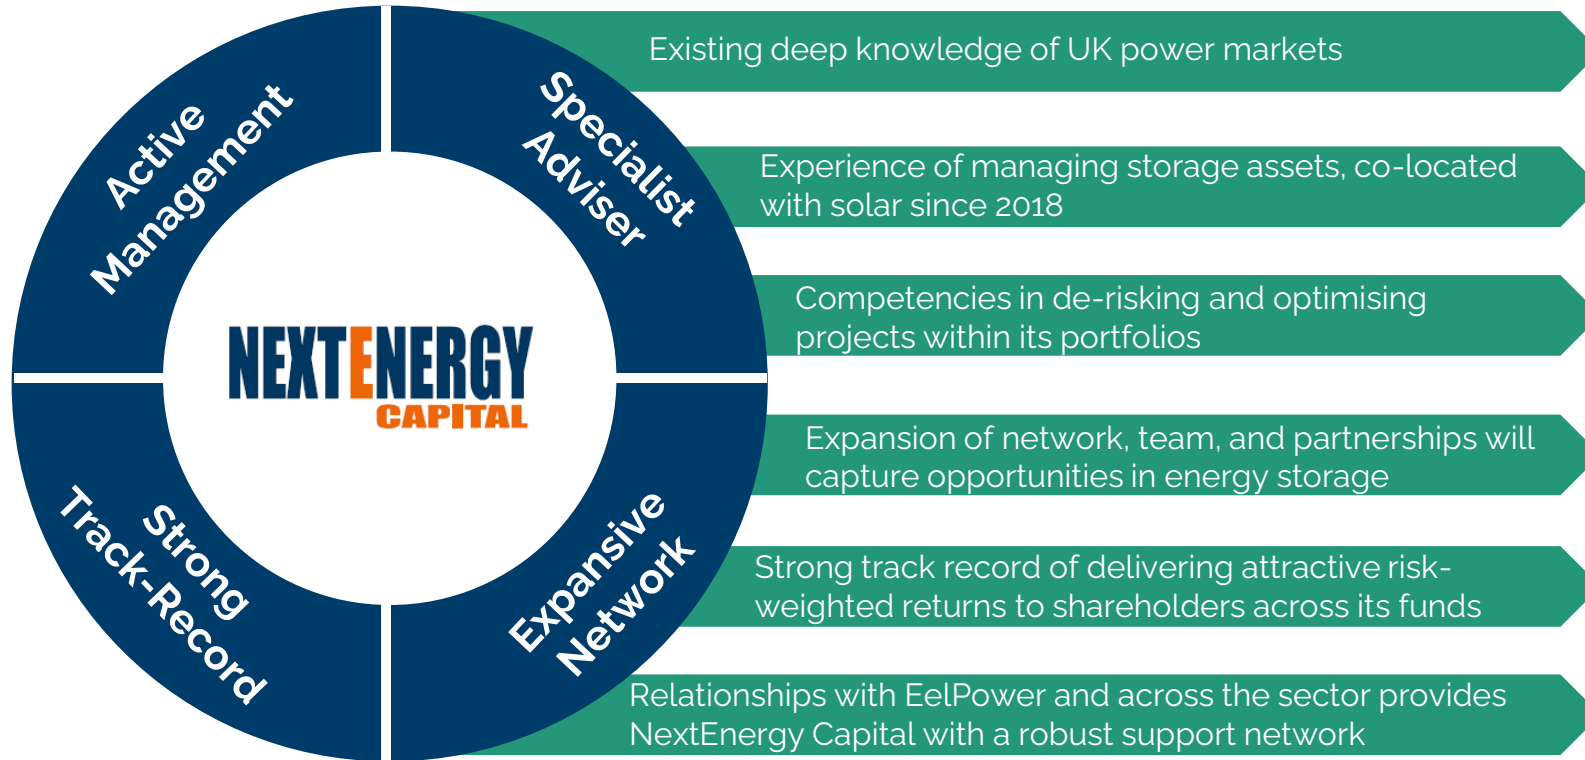 Active
Management
Specialist
Adviser
NEXTENERGY
CAPITAL
Strong
Track-Record
Expansive
Network
Existing deep knowledge of UK power markets
Experience of managing storage assets, co-located
with solar since 2018
Competencies in de-risking and optimising
projects within its portfolios
Expansion of network, team, and partnerships will
capture opportunities in energy storage
Strong track record of delivering attractive risk-
weighted returns to shareholders across its funds
Relationships with EelPower and across the sector provides
NextEnergy Capital with a robust support network